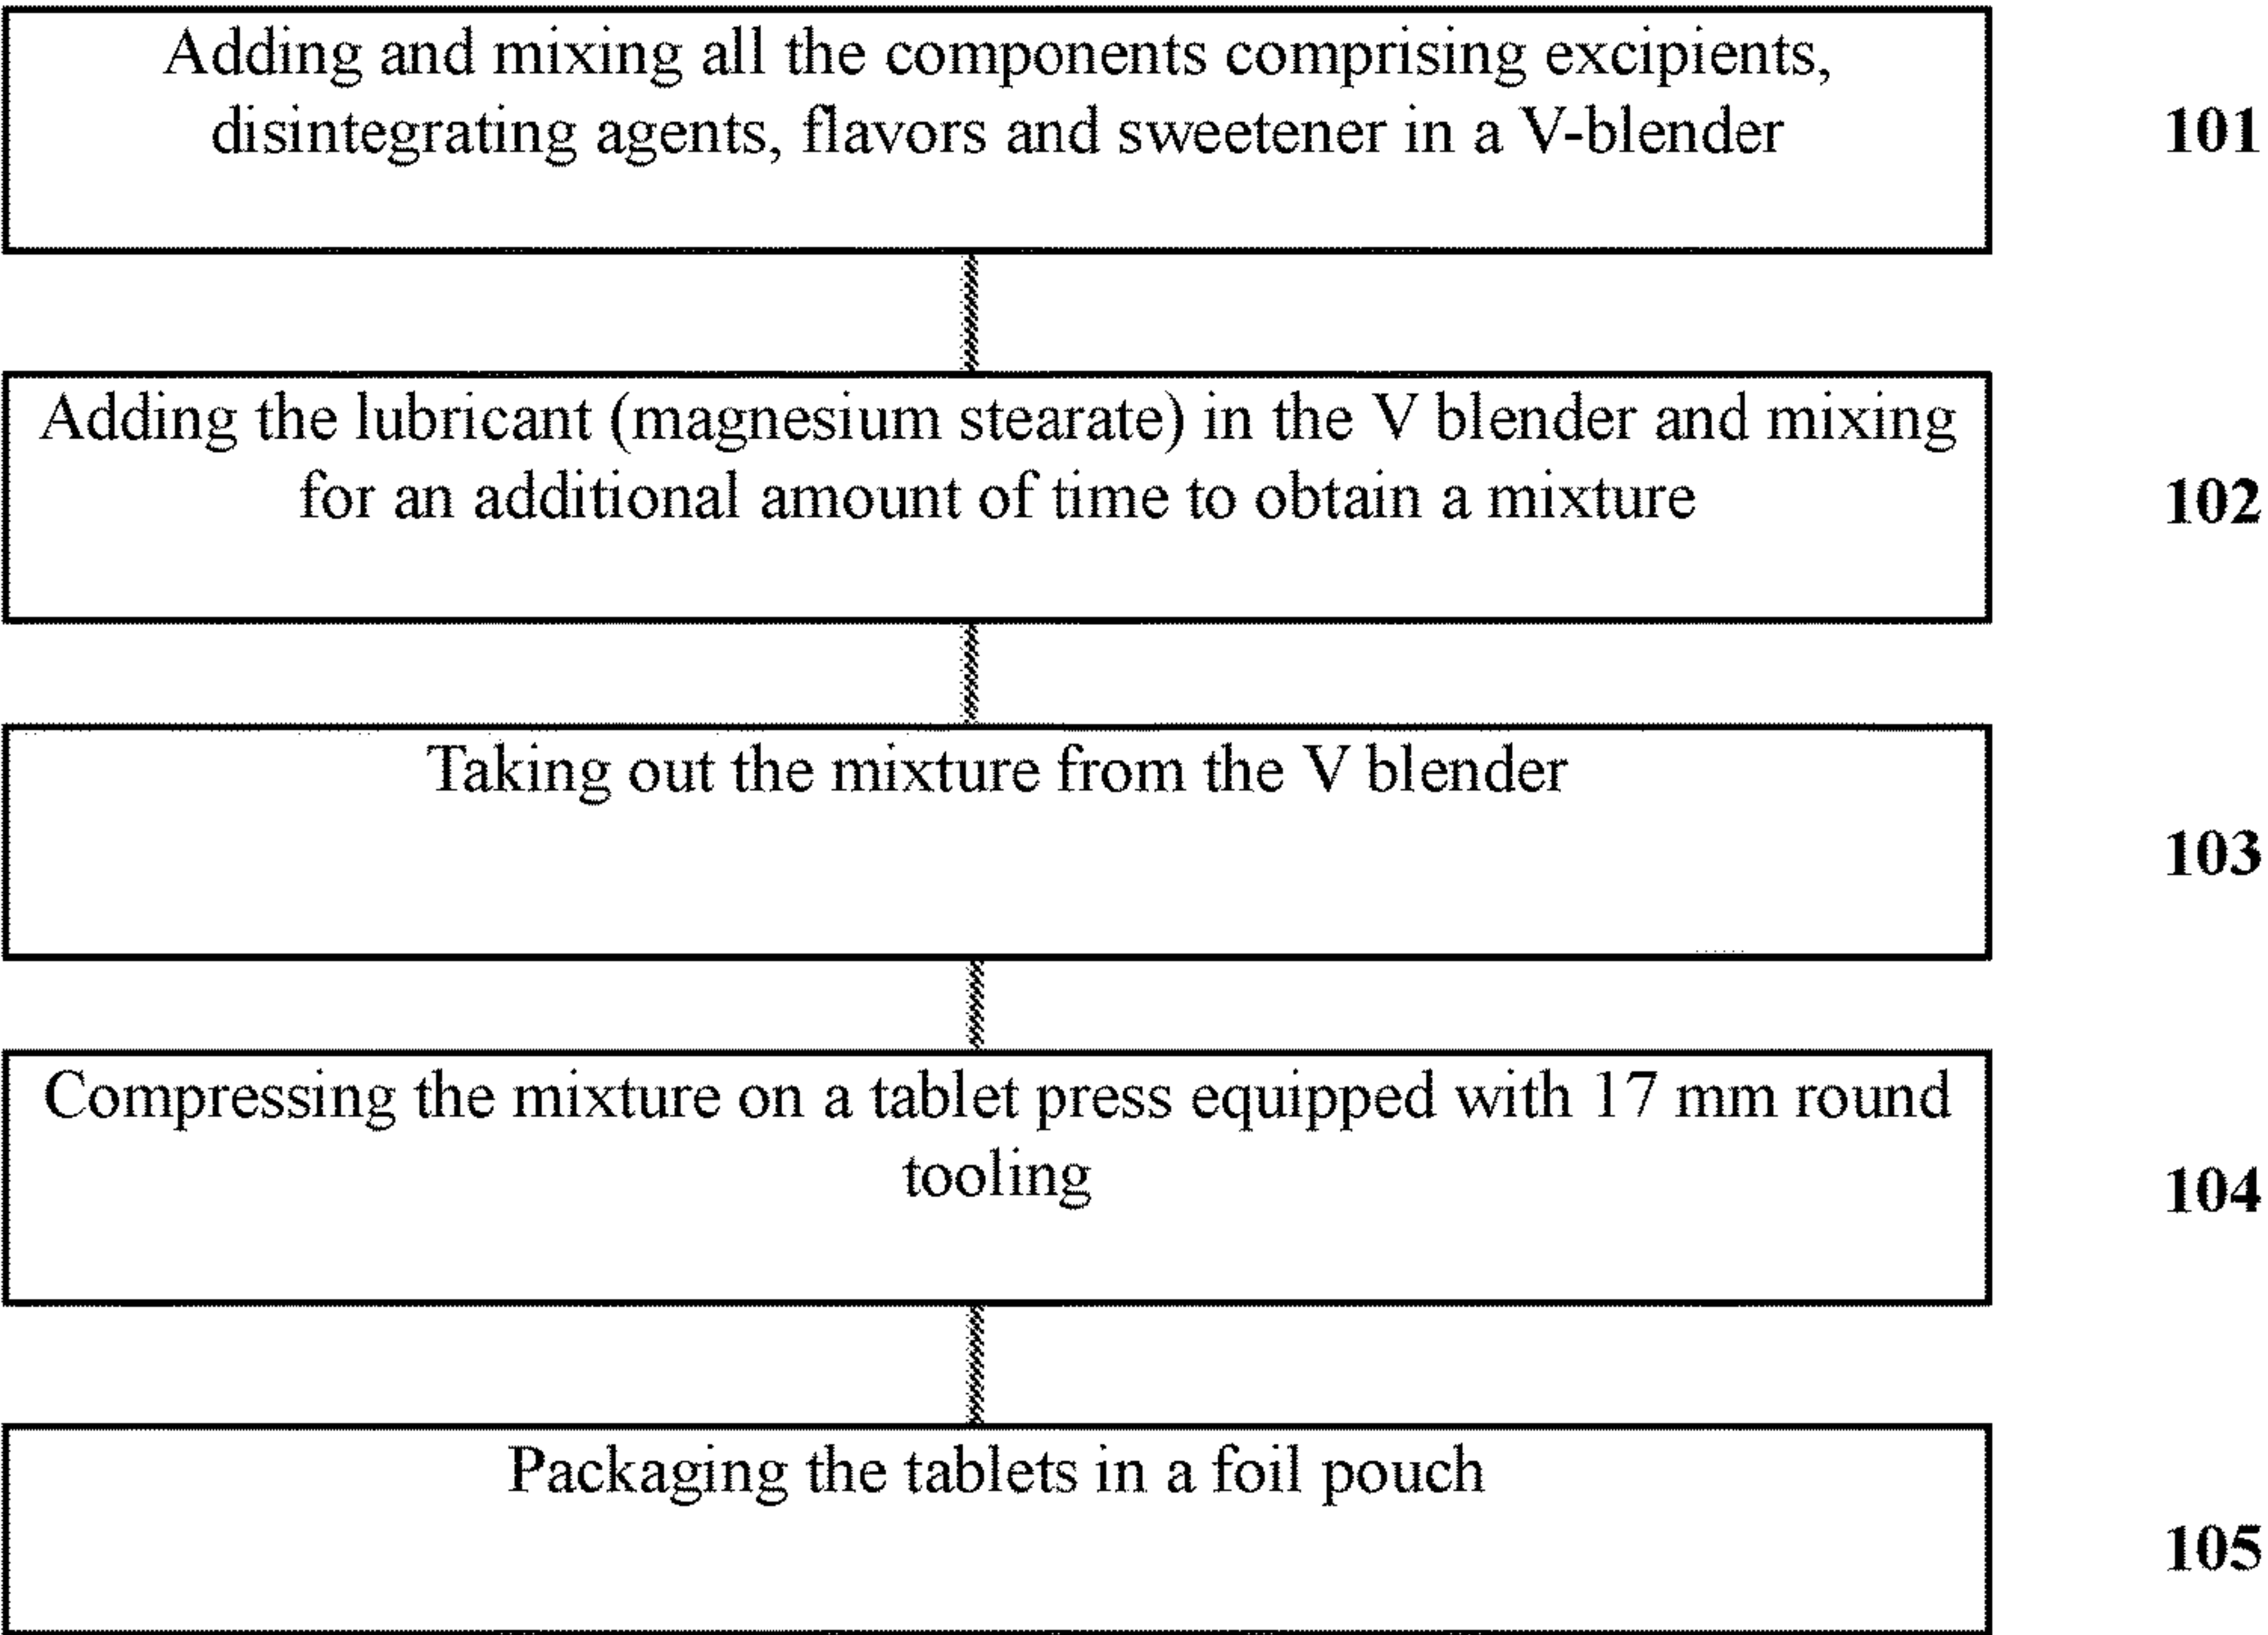 Adding and mixing all the components comprising excipients,
disintegrating agents, flavors and sweetener in a V-blender
101
Adding the lubricant (magnesium stearate) in the V blender and mixing
for an additional amount of time to obtain a mixture
102
Taking out the mixture from the V blender
103
Compressing the mixture on a tablet press equipped with 17 mm round
tooling
104
Packaging the tablets in a foil pouch
105